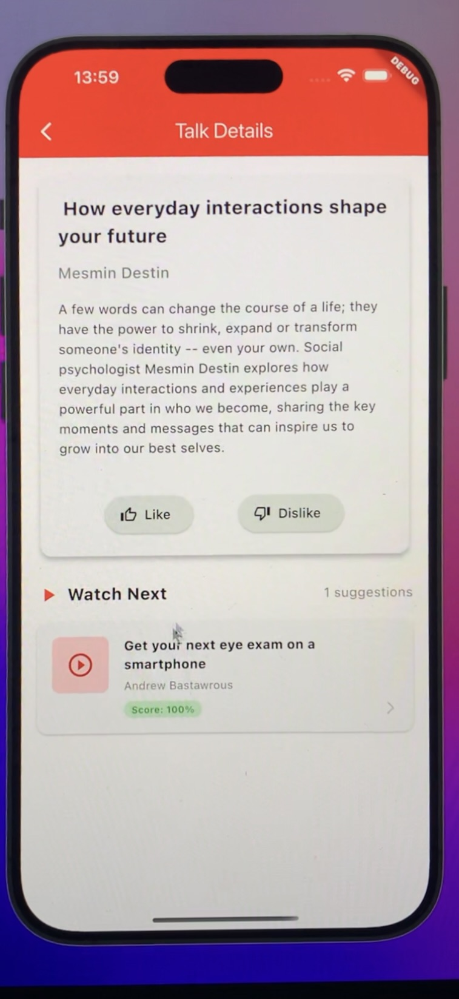 13:59
DEBUG
Talk Details
How everyday interactions shape
your future
Mesmin Destin
A few words can change the course of a life; they
have the power to shrink, expand or transform
someone's identity -- even your own. Social
psychologist Mesmin Destin explores how
everyday interactions and experiences play a
powerful part in who we become, sharing the key
moments and messages that can inspire us to
grow into our best selves.
Like
Dislike
Watch Next
1 suggestions
Get your next eye exam on a
smartphone
Andrew Bastawrous
Score: 100%